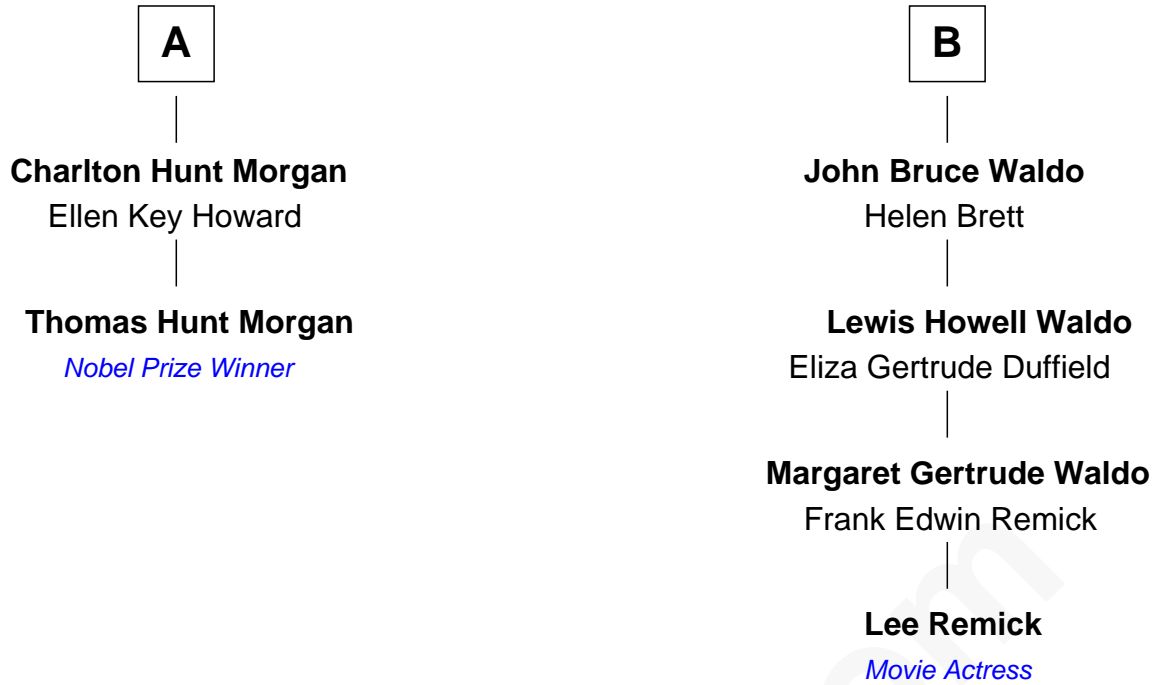 A
Charlton Hunt Morgan
Ellen Key Howard
Thomas Hunt Morgan
Nobel Prize Winner
B
John Bruce Waldo
Helen Brett
Lewis Howell Waldo
Eliza Gertrude Duffield
Margaret Gertrude Waldo
Frank Edwin Remick
Lee Remick
Movie Actress
om